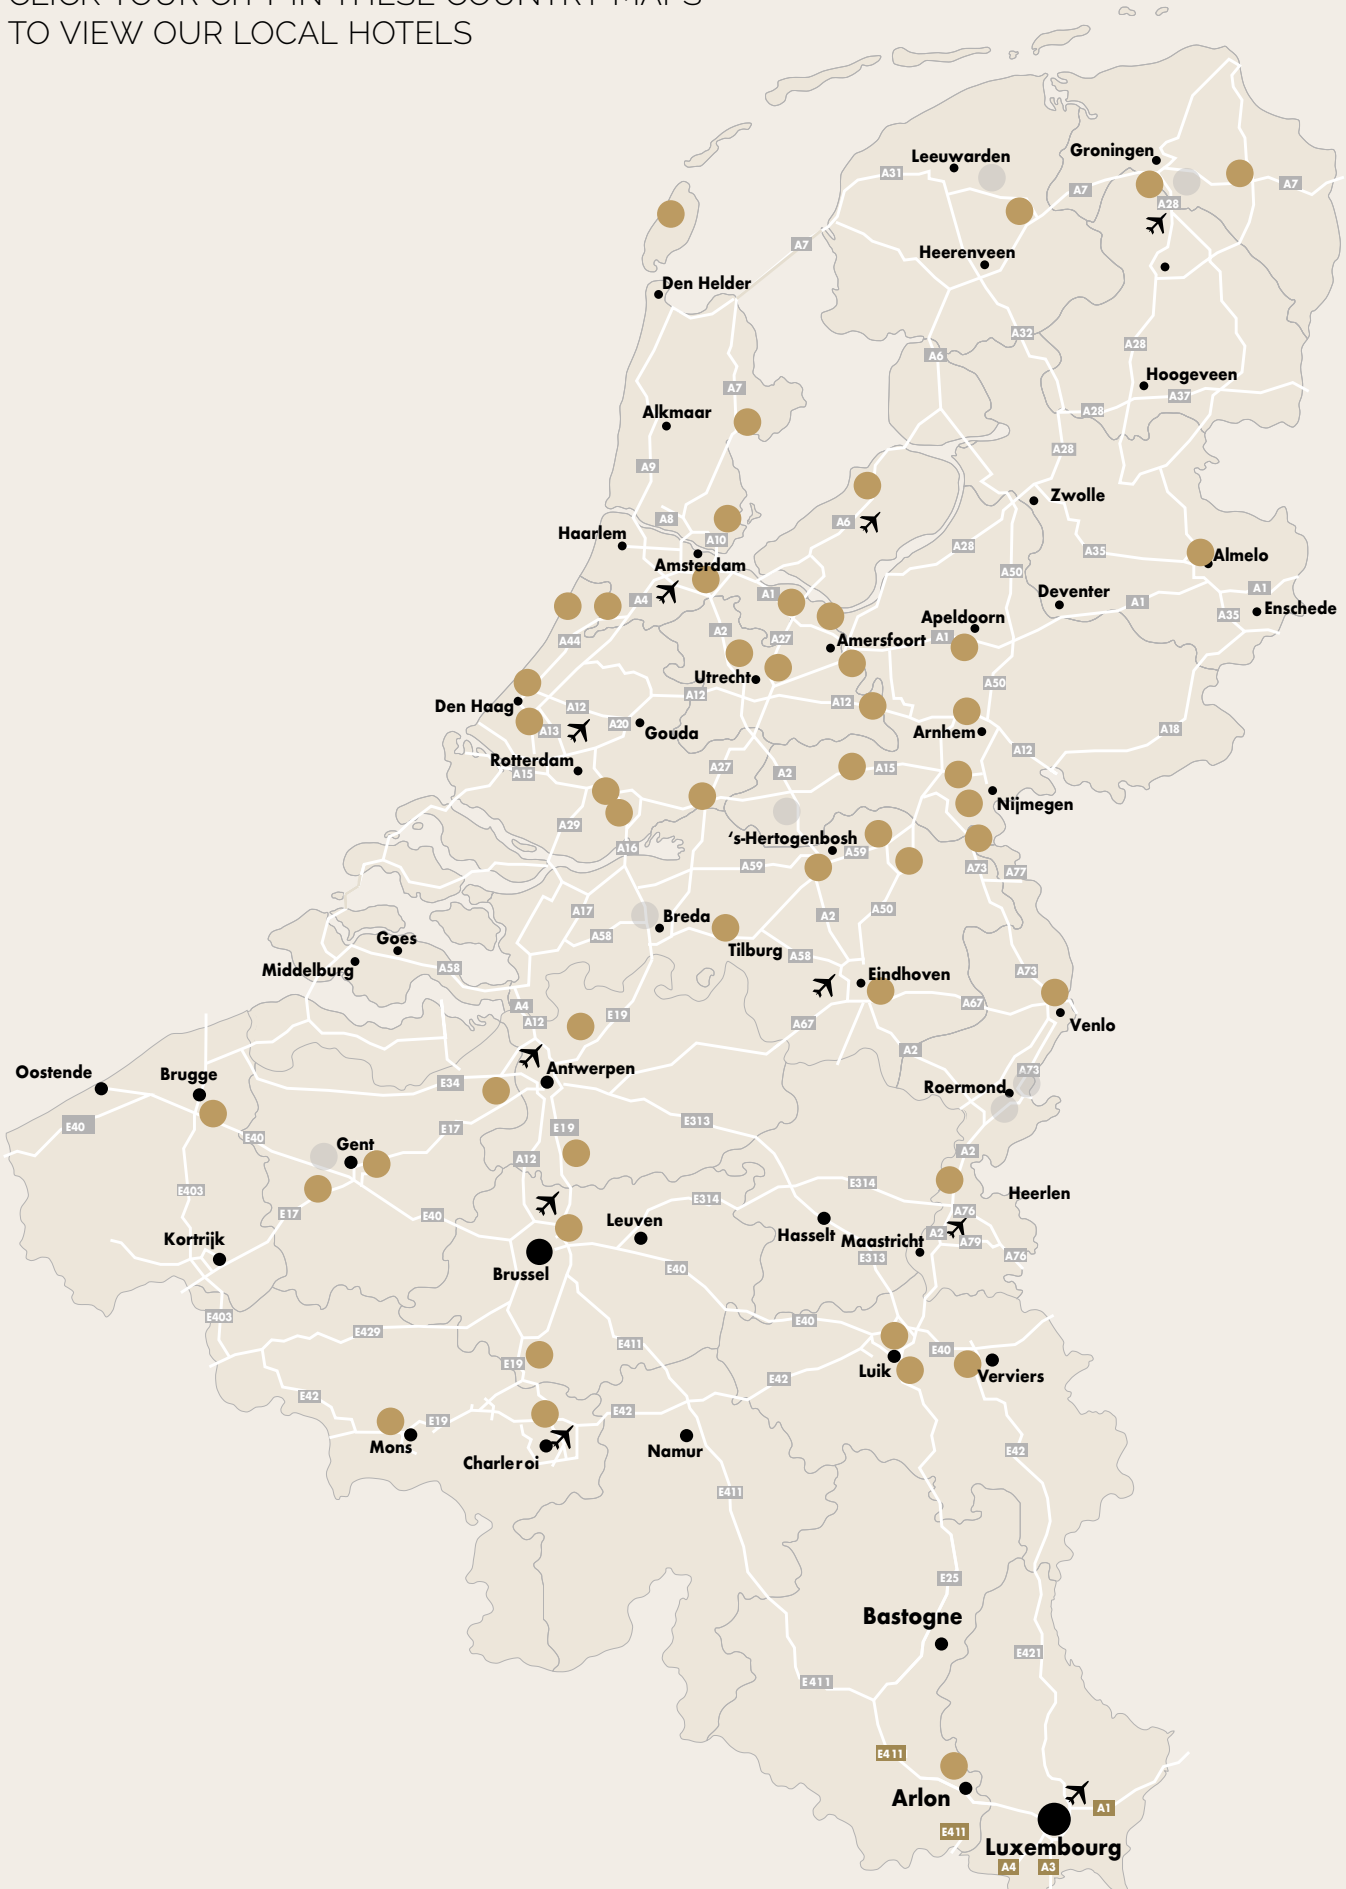 CLICK YOUR CITY IN THESE COUNTRY MAPS
TO VIEW OUR LOCAL HOTELS
Groningen
Leeuwarden
A31
A7
A7
A28
A7
Heerenveen
Den Helder
A32
A28
A6
Hoogeveen
A7
A37
Alkmaar
A28
A28
A9
Zwolle
A8
A6
Haarlem
A10
A28
A35
Almelo
Amsterdam
A50
A1
A4
A1
Deventer
A1
Enschede
A35
Apeldoorn
A44
A2
A27
Amersfoort
A1
Utrecht
A50
A12
A12
Den Haag
A12
A13
A20
Gouda
Arnhem
A18
A12
Rotterdam
A15
A27
A2
A15
Nijmegen
A29
's-Hertogenbosh
A16
A59
A59
A73
A77
A17
Breda
A2
A50
A58
Goes
Tilburg
A58
Middelburg
A58
Eindhoven
A73
A67
A4
A12
E19
A67
Venlo
A2
Oostende
Brugge
Antwerpen
A73
E34
Roermond
E40
E17
E19
E313
E40
Gent
A12
A2
E403
E314
E314
Heerlen
E17
E40
Leuven
A76
Kortrijk
Hasselt
Maastricht
A2
A79
E313
A76
Brussel
E40
E403
E40
E429
E411
E40
E19
Luik
Verviers
E42
E42
E42
E19
Mons
Namur
E42
Charleroi
E411
E25
Bastogne
E421
E411
E411
Arlon
A1
E411
Luxembourg
A4
A3